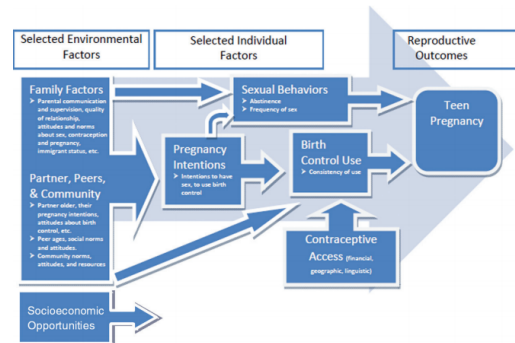 Selected Environmental
Factors
Selected Individual
Factors
Reproductive
Outcomes
Family Factors
Parental communication
and supervision, quality
of relationship,
attitudes and norms
about sex, contraception
and pregnancy,
immigrant status, etc.
Partner, Peers,
& Community
Partner older, their
pregnancy intentions,
attitudes about birth
control, etc.
Peer ages, social norms
and attitudes.
Community norms,
attitudes, and resources
Socioeconomic
Opportunities
Sexual Behaviors
Abstinence
Frequency of sex
Pregnancy
Intentions
Intentions to have
sex, to use birth
control
Birth
Control Use
Consistency of use
Contraceptive
Access (financial,
geographic, linguistic)
Teen
Pregnancy